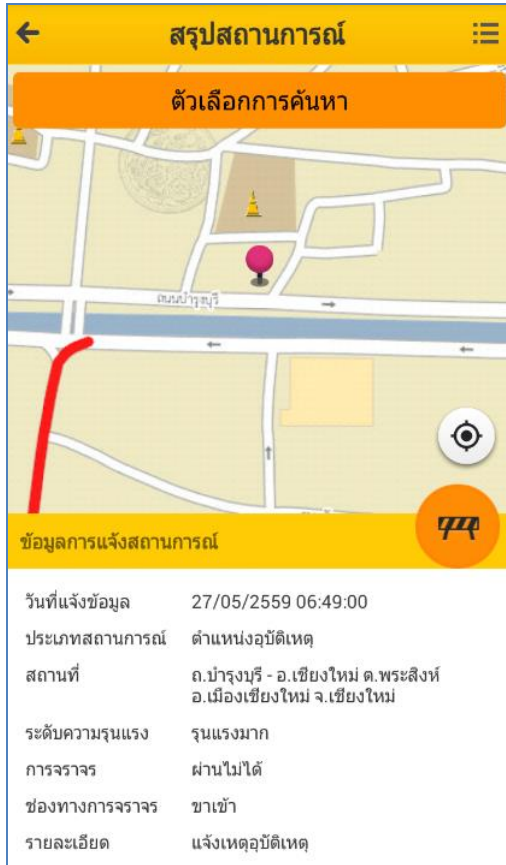 สรุปสถานการณ์
ตัวเลือกการค้นหา
ถนนบำรุงบุรี
ข้อมูลการแจ้งสถานการณ์
วันที่แจ้งข้อมูล 27/05/2559 06:49:00
ประเภทสถานการณ์ ตำแหน่งอุบัติเหตุ
สถานที่ ถ.บำรุงบุรี - อ.เชียงใหม่ ต.พระสิงห์
อ.เมืองเชียงใหม่ จ.เชียงใหม่
ระดับความรุนแรง รุนแรงมาก
การจราจร ผ่านไม่ได้
ช่องทางการจราจร ขาเข้า
รายละเอียด แจ้งเหตุอุบัติเหตุ